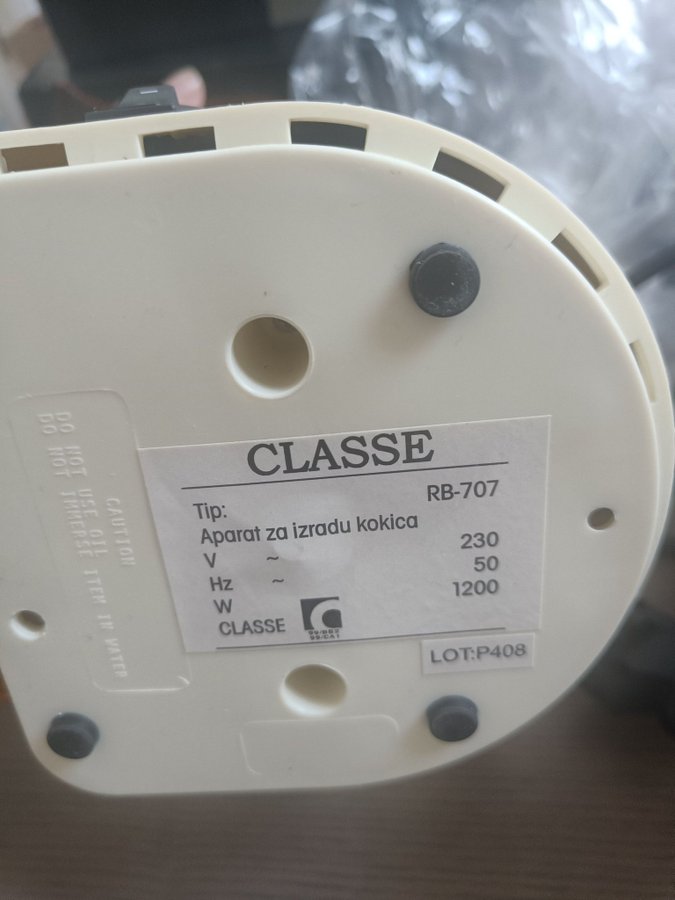 CLASSE
Tip: RB-707
Aparat za izradu kokica
V ~ 230
Hz ~ 50
W 1200
CLASSE
LOT:P408
CAUTION
DO NOT USE OIL
DO NOT IMMERSE ITEM IN WATER